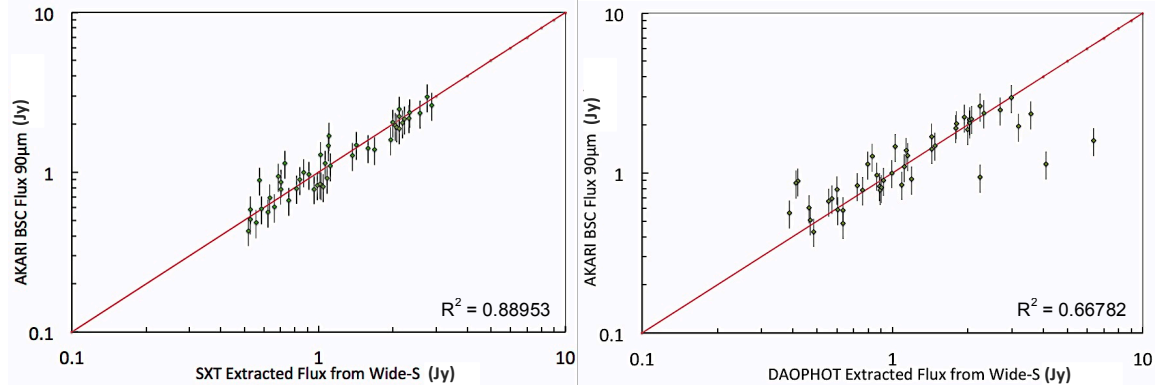 10
1
0.1
AKARI BSC Flux 90µm (Jy)
R² = 0.88953
0.1
1
10
SXT Extracted Flux from Wide-S (Jy)
10
1
0.1
AKARI BSC Flux 90µm (Jy)
R² = 0.66782
0.1
1
10
DAOPHOT Extracted Flux from Wide-S (Jy)